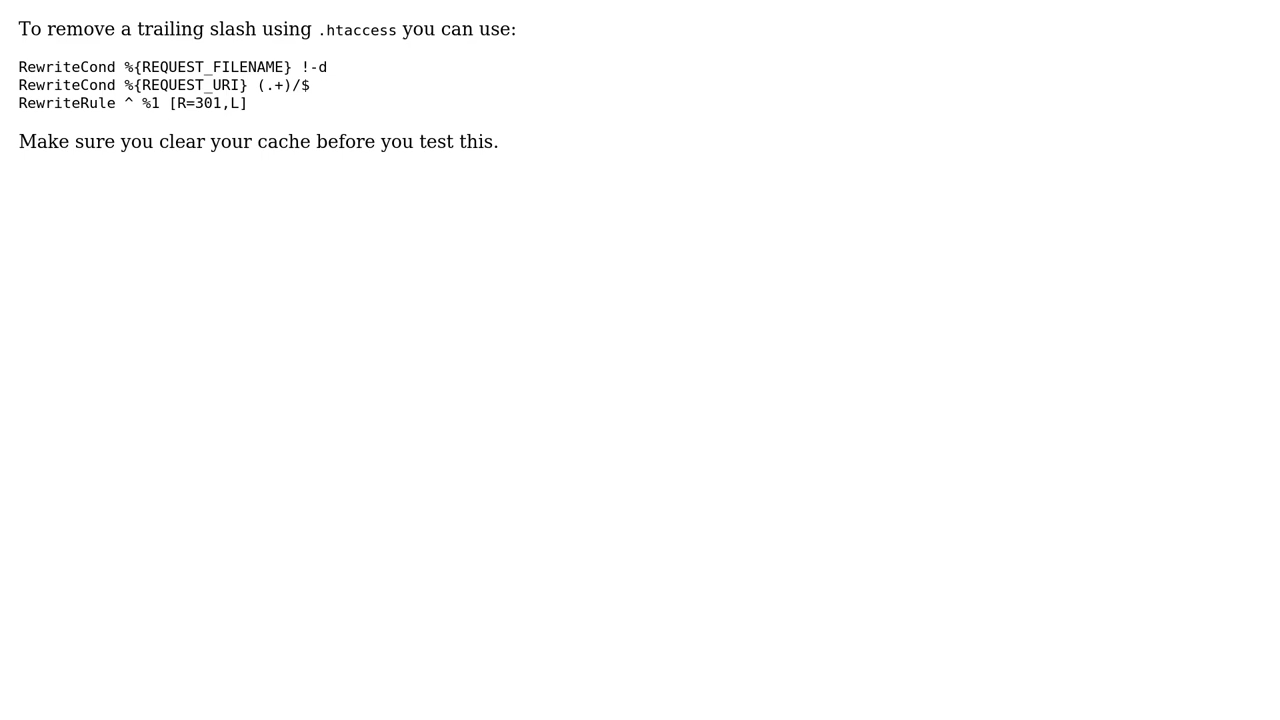 To remove a trailing slash using .htaccess you can use:
RewriteCond %{REQUEST_FILENAME} !-d
RewriteCond %{REQUEST_URI} (.+)/$
RewriteRule ^ %1 [R=301,L]
Make sure you clear your cache before you test this.